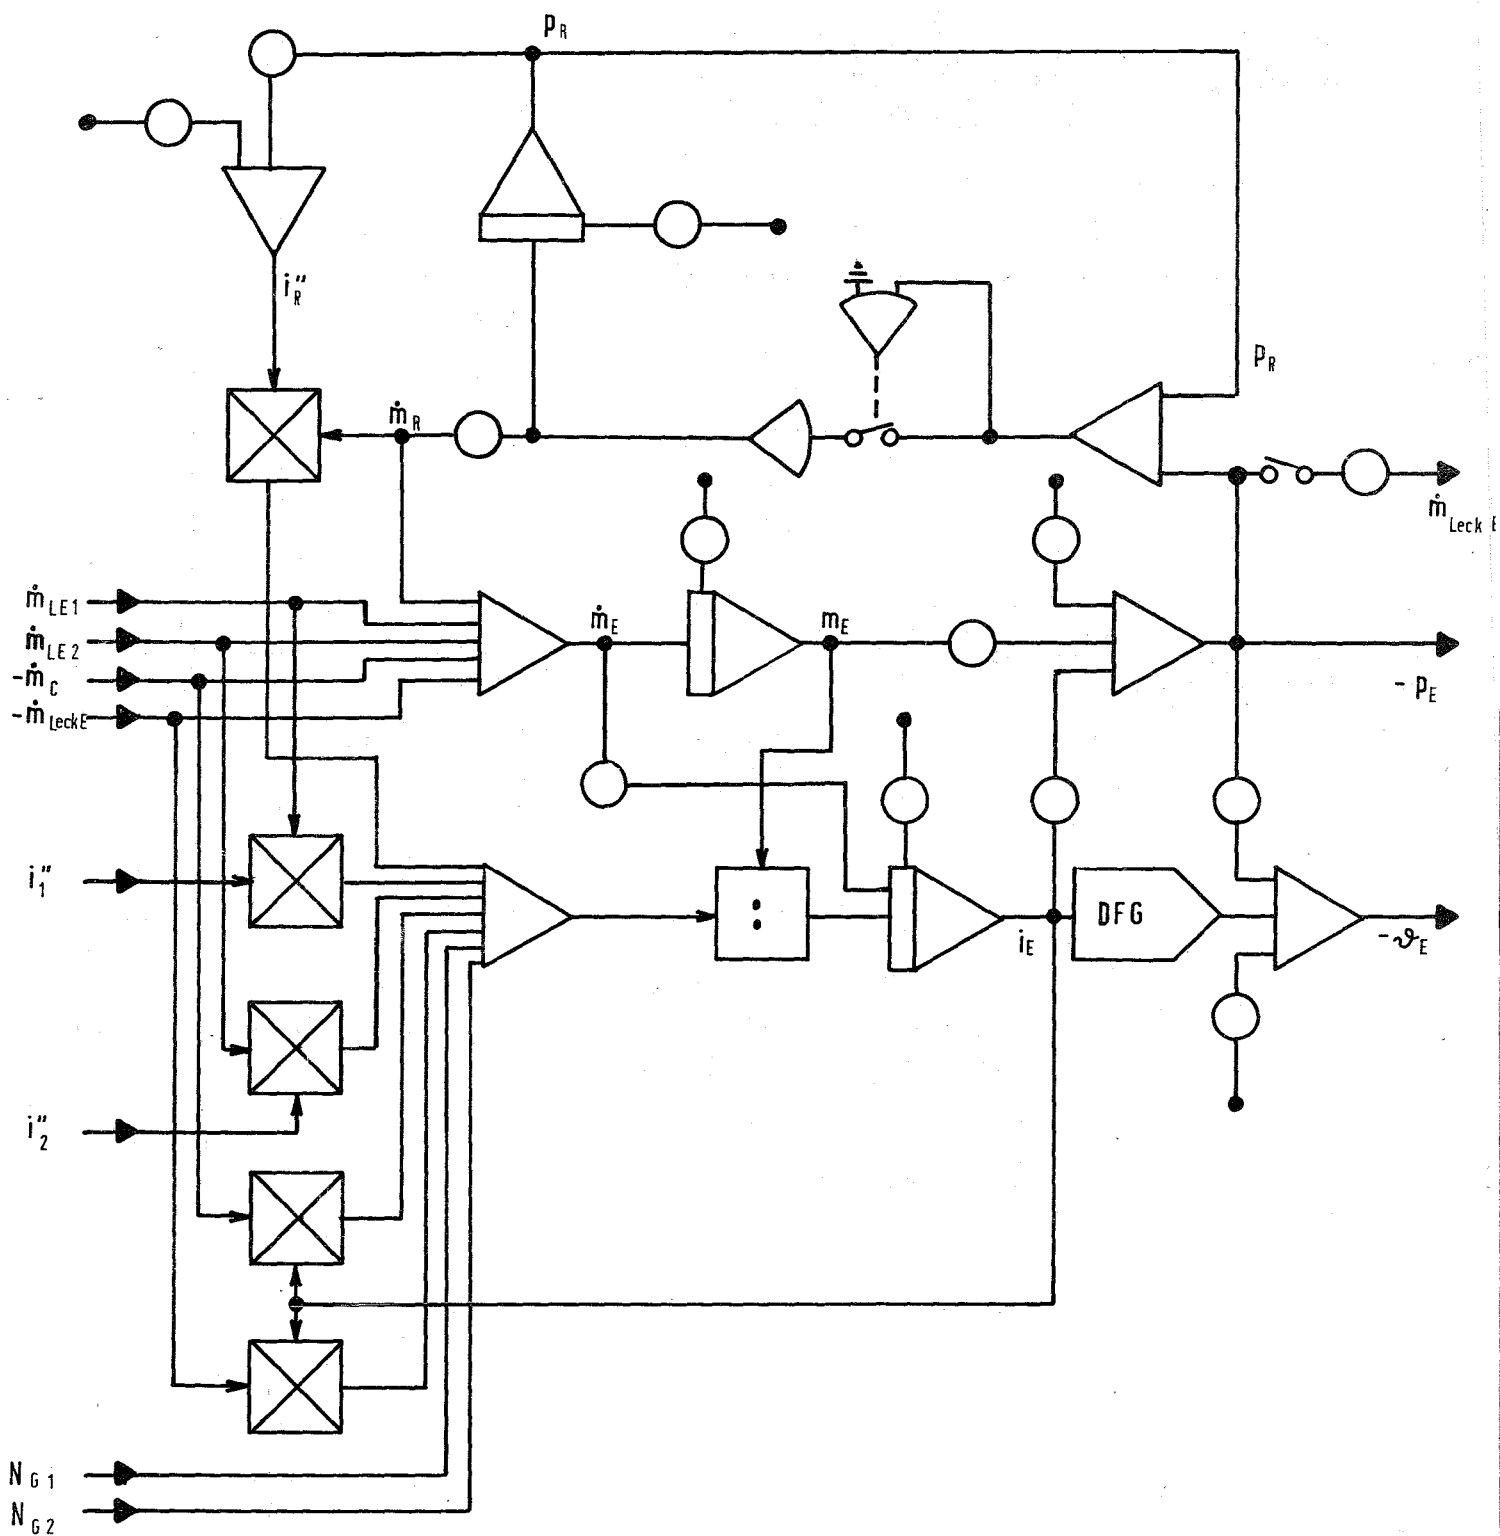 p_R
i''_R
p_R
ṁ_R
ṁ_Leck E
ṁ_LE1
ṁ_E
m_E
ṁ_LE2
-ṁ_C
- p_E
-ṁ_LeckE
i''_1
DFG
i_E
-ϑ_E
:
i''_2
N_G1
N_G2